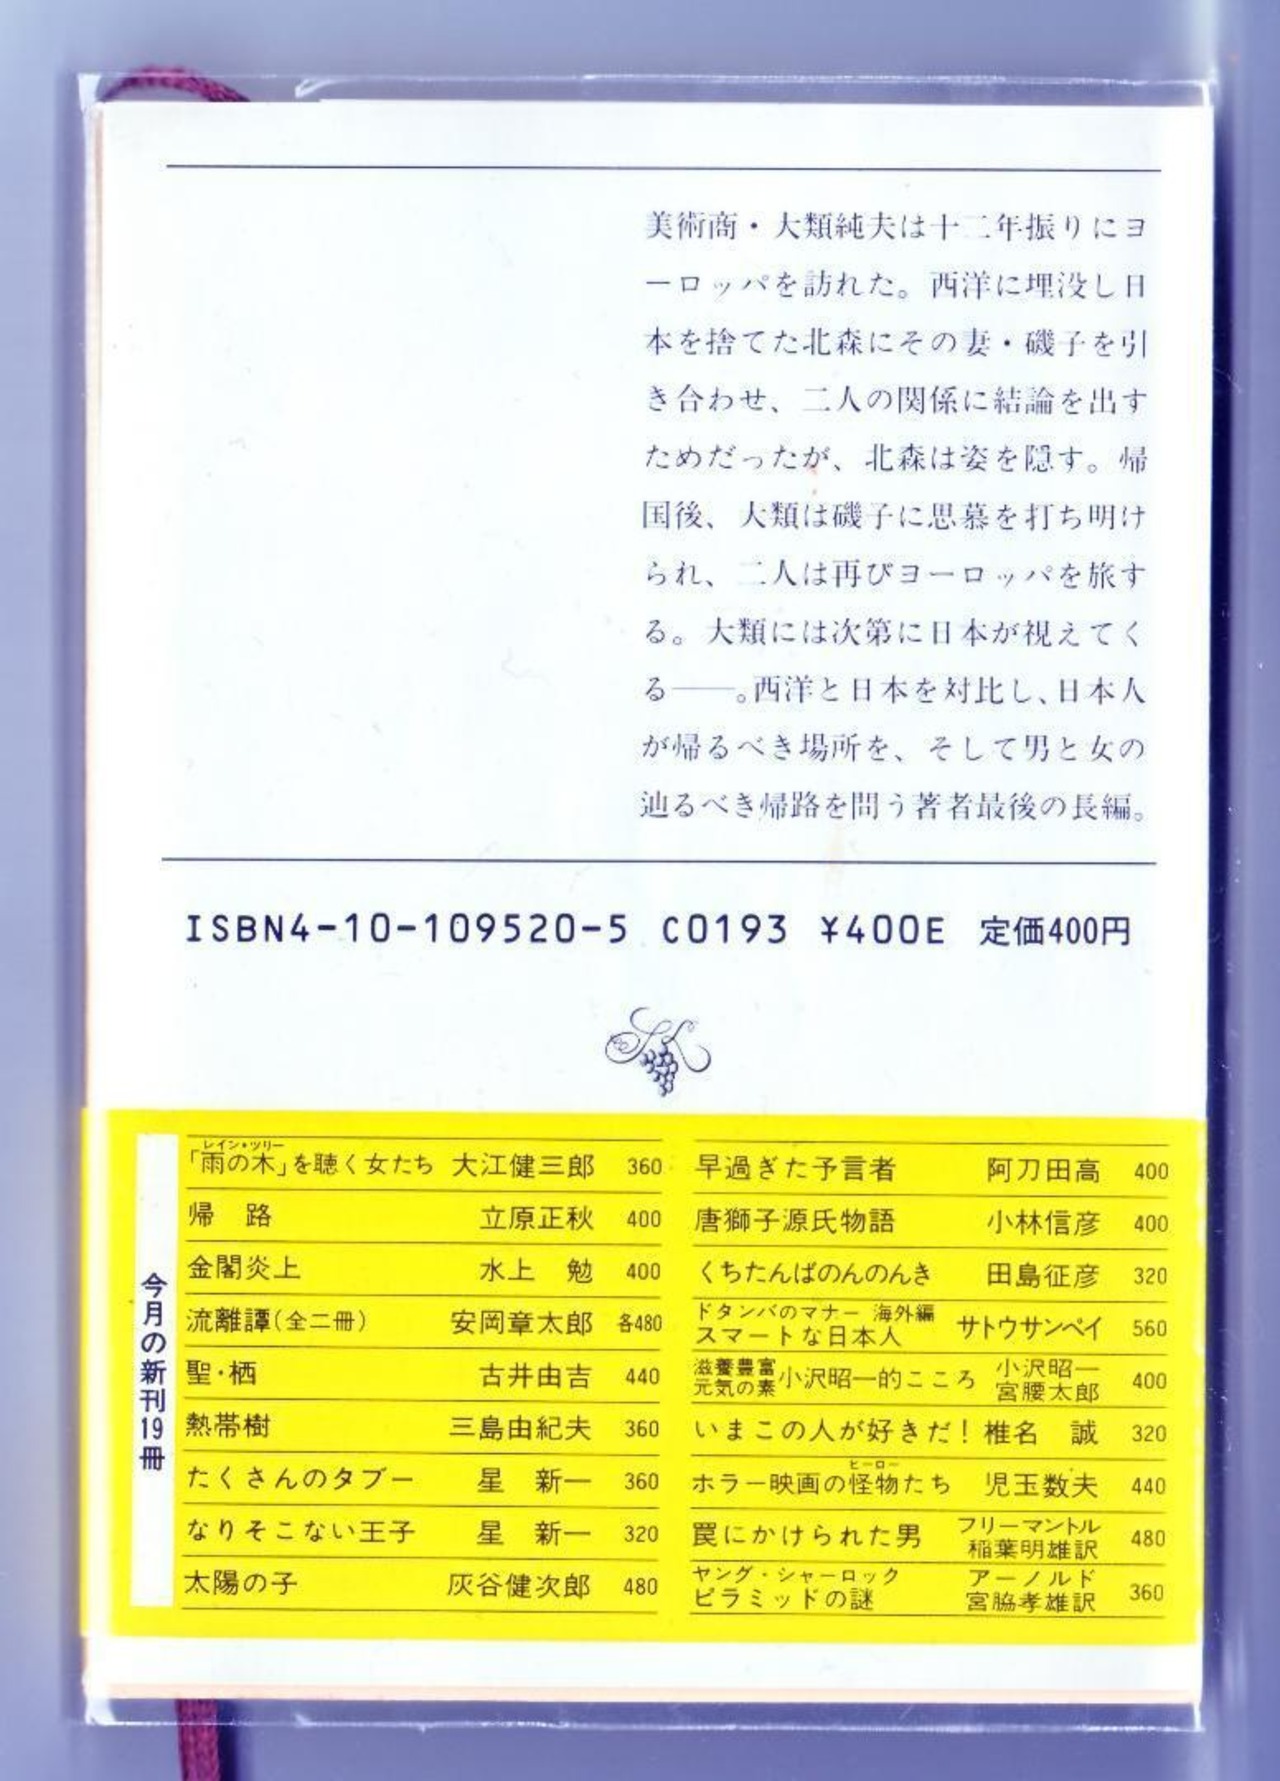 美術商・大類純夫は十二年振りにヨ
ーロッパを訪れた。西洋に埋没し日
本を捨てた北森にその妻・磯子を引
き合わせ、二人の関係に結論を出す
ためだったが、北森は姿を隠す。帰
国後、大類は磯子に思慕を打ち明け
られ、二人は再びヨーロッパを旅す
る。大類には次第に日本が視えてく
る――。西洋と日本を対比し、日本人
が帰るべき場所を、そして男と女の
辿るべき帰路を問う著者最後の長編。
ISBN4-10-109520-5 C0193 ¥400E 定価400円
今月の新刊19冊
レイン・ツリー
「雨の木」を聴く女たち 大江健三郎 360
帰 路 立原正秋 400
金閣炎上 水上 勉 400
流離譚(全二冊) 安岡章太郎 各480
聖・栖 古井由吉 440
熱帯樹 三島由紀夫 360
たくさんのタブー 星 新一 360
なりそこない王子 星 新一 320
太陽の子 灰谷健次郎 480
早過ぎた予言者 阿刀田高 400
唐獅子源氏物語 小林信彦 400
くちたんばのんのんき 田島征彦 320
ドタンバのマナー 海外編
スマートな日本人 サトウサンペイ 560
滋養豊富
元気の素 小沢昭一的こころ 小沢昭一
宮腰太郎 400
いまこの人が好きだ! 椎名 誠 320
ヒーロー
ホラー映画の怪物たち 児玉数夫 440
罠にかけられた男 フリーマントル
稲葉明雄訳 480
ヤング・シャーロック
ピラミッドの謎 アーノルド
宮脇孝雄訳 360